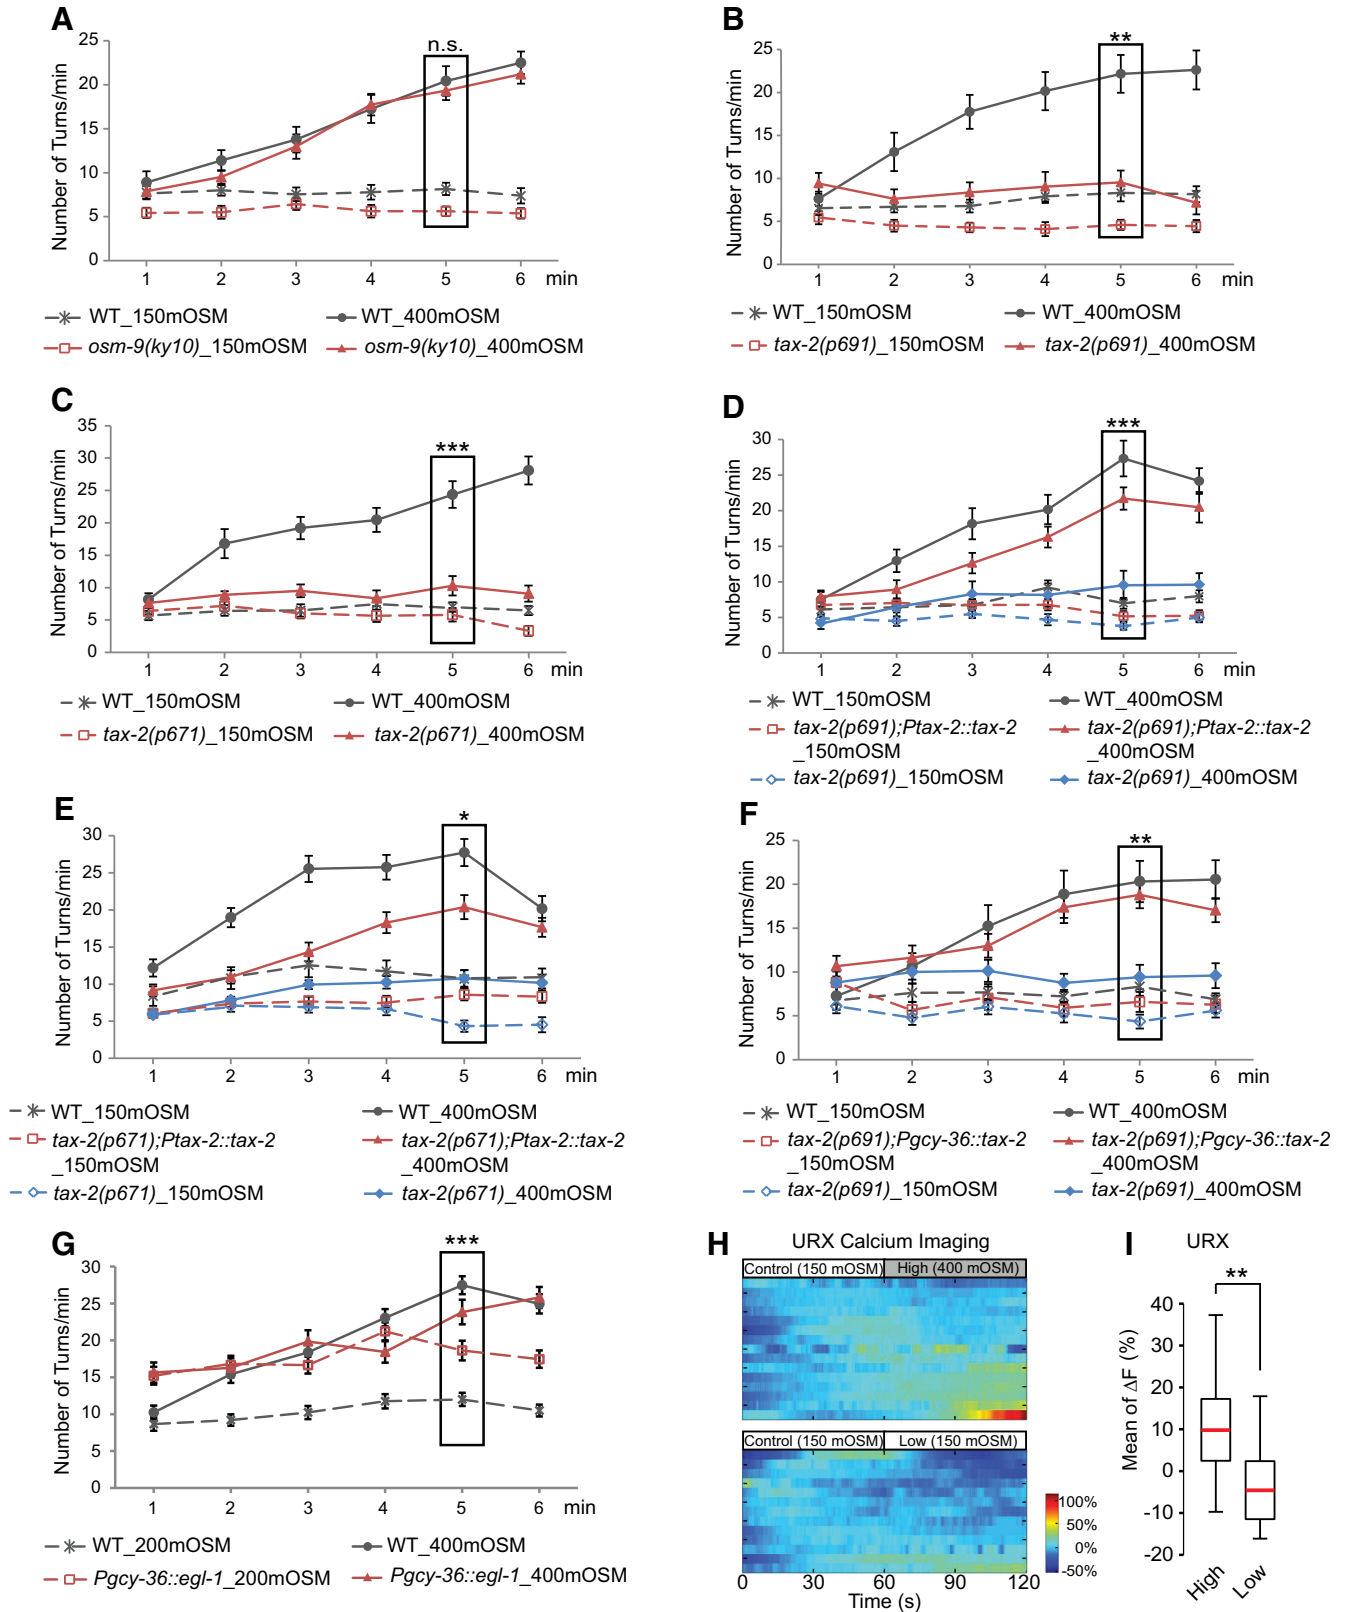 A
n.s.
Number of Turns/min
25
20
15
10
5
0
1 2 3 4 5 6 min
WT_150mOSM
WT_400mOSM
osm-9(ky10)_150mOSM
osm-9(ky10)_400mOSM
B
**
Number of Turns/min
25
20
15
10
5
0
1 2 3 4 5 6 min
WT_150mOSM
WT_400mOSM
tax-2(p691)_150mOSM
tax-2(p691)_400mOSM
C
***
Number of Turns/min
35
30
25
20
15
10
5
0
1 2 3 4 5 6 min
WT_150mOSM
WT_400mOSM
tax-2(p671)_150mOSM
tax-2(p671)_400mOSM
D
***
Number of Turns/min
30
25
20
15
10
5
0
1 2 3 4 5 6 min
WT_150mOSM
WT_400mOSM
tax-2(p691);Ptax-2::tax-2
_150mOSM
tax-2(p691);Ptax-2::tax-2
_400mOSM
tax-2(p691)_150mOSM
tax-2(p691)_400mOSM
E
*
Number of Turns/min
30
25
20
15
10
5
0
1 2 3 4 5 6 min
WT_150mOSM
WT_400mOSM
tax-2(p671);Ptax-2::tax-2
_150mOSM
tax-2(p671);Ptax-2::tax-2
_400mOSM
tax-2(p671)_150mOSM
tax-2(p671)_400mOSM
F
**
Number of Turns/min
25
20
15
10
5
0
1 2 3 4 5 6 min
WT_150mOSM
WT_400mOSM
tax-2(p691);Pgcy-36::tax-2
_150mOSM
tax-2(p691);Pgcy-36::tax-2
_400mOSM
tax-2(p691)_150mOSM
tax-2(p691)_400mOSM
G
***
Number of Turns/min
30
25
20
15
10
5
0
1 2 3 4 5 6 min
WT_200mOSM
WT_400mOSM
Pgcy-36::egl-1_200mOSM
Pgcy-36::egl-1_400mOSM
H
URX Calcium Imaging
Control (150 mOSM) High (400 mOSM)
Control (150 mOSM) Low (150 mOSM)
100%
50%
0%
-50%
0 30 60 90 120
Time (s)
I
URX
**
Mean of ΔF (%)
40
30
20
10
0
-10
-20
High Low